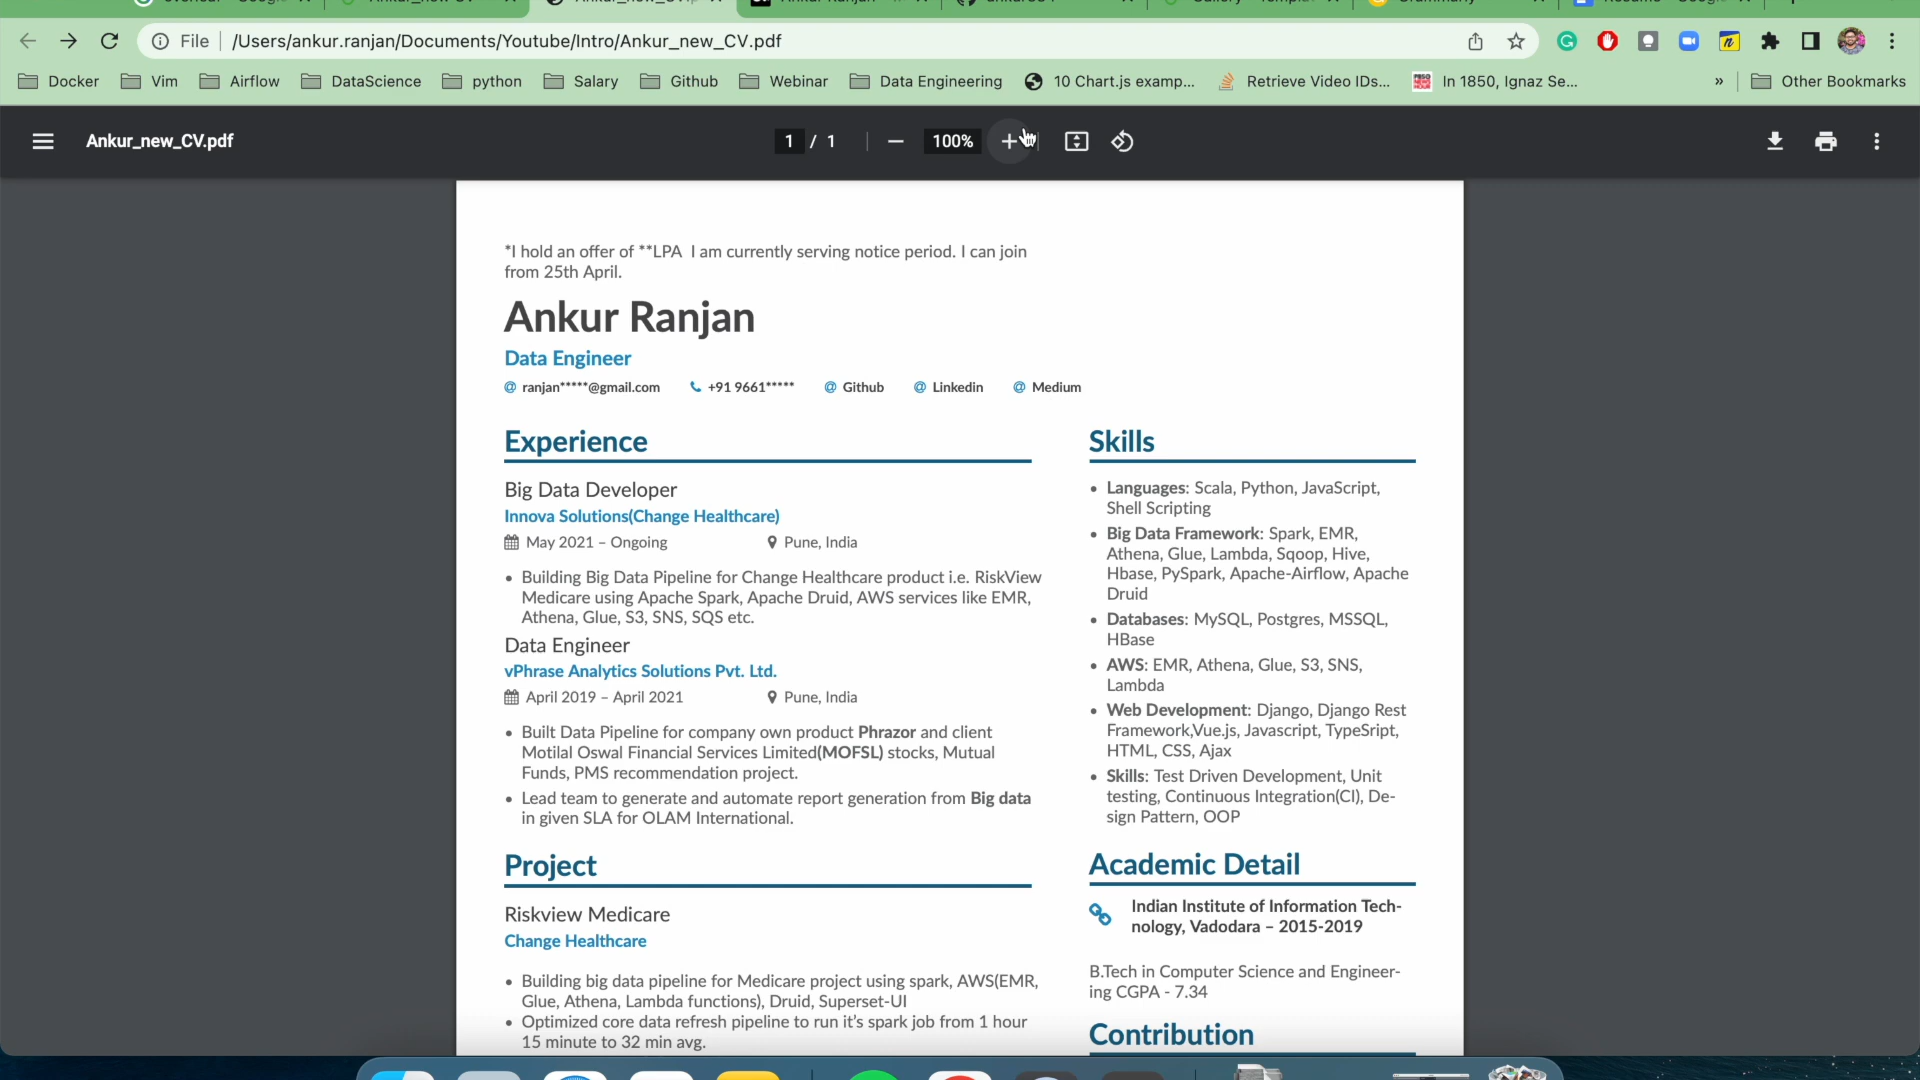 File /Users/ankur.ranjan/Documents/Youtube/Intro/Ankur_new_CV.pdf
Docker Vim Airflow DataScience python Salary Github Webinar Data Engineering 10 Chart.js examp... Retrieve Video IDs... In 1850, Ignaz Se... » Other Bookmarks
Ankur_new_CV.pdf 1 / 1 100%
*I hold an offer of **LPA I am currently serving notice period. I can join
from 25th April.
Ankur Ranjan
Data Engineer
@ ranjan*****@gmail.com +91 9661***** @ Github @ Linkedin @ Medium
Experience
Big Data Developer
Innova Solutions(Change Healthcare)
May 2021 – Ongoing Pune, India
• Building Big Data Pipeline for Change Healthcare product i.e. RiskView
Medicare using Apache Spark, Apache Druid, AWS services like EMR,
Athena, Glue, S3, SNS, SQS etc.
Data Engineer
vPhrase Analytics Solutions Pvt. Ltd.
April 2019 – April 2021 Pune, India
• Built Data Pipeline for company own product Phrazor and client
Motilal Oswal Financial Services Limited(MOFSL) stocks, Mutual
Funds, PMS recommendation project.
• Lead team to generate and automate report generation from Big data
in given SLA for OLAM International.
Project
Riskview Medicare
Change Healthcare
• Building big data pipeline for Medicare project using spark, AWS(EMR,
Glue, Athena, Lambda functions), Druid, Superset-UI
• Optimized core data refresh pipeline to run it's spark job from 1 hour
15 minute to 32 min avg.
Skills
• Languages: Scala, Python, JavaScript,
Shell Scripting
• Big Data Framework: Spark, EMR,
Athena, Glue, Lambda, Sqoop, Hive,
Hbase, PySpark, Apache-Airflow, Apache
Druid
• Databases: MySQL, Postgres, MSSQL,
HBase
• AWS: EMR, Athena, Glue, S3, SNS,
Lambda
• Web Development: Django, Django Rest
Framework,Vue.js, Javascript, TypeSript,
HTML, CSS, Ajax
• Skills: Test Driven Development, Unit
testing, Continuous Integration(CI), De-
sign Pattern, OOP
Academic Detail
Indian Institute of Information Tech-
nology, Vadodara – 2015-2019
B.Tech in Computer Science and Engineer-
ing CGPA - 7.34
Contribution